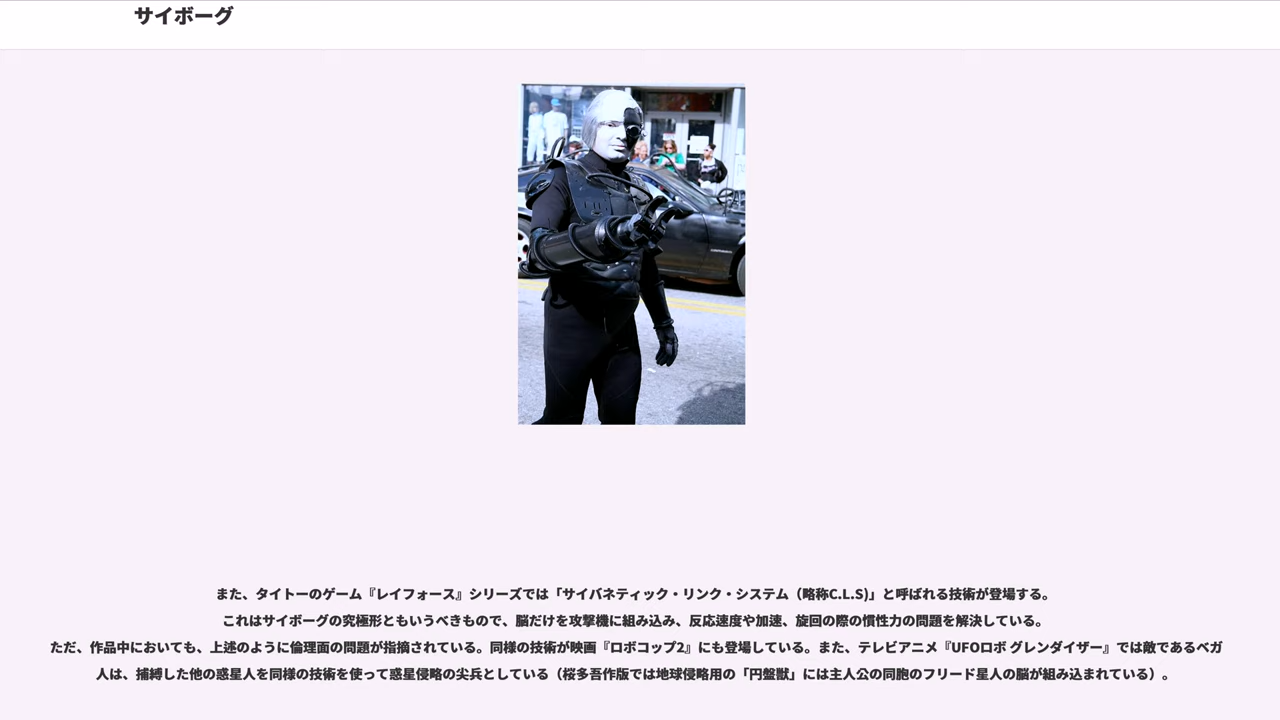 サイボーグ
また、タイトーのゲーム『レイフォース』シリーズでは「サイバネティック・リンク・システム（略称C.L.S)」と呼ばれる技術が登場する。
これはサイボーグの究極形ともいうべきもので、脳だけを攻撃機に組み込み、反応速度や加速、旋回の際の慣性力の問題を解決している。
ただ、作品中においても、上述のように倫理面の問題が指摘されている。同様の技術が映画『ロボコップ2』にも登場している。また、テレビアニメ『UFOロボ グレンダイザー』では敵であるベガ
人は、捕縛した他の惑星人を同様の技術を使って惑星侵略の尖兵としている（桜多吾作版では地球侵略用の「円盤獣」には主人公の同胞のフリード星人の脳が組み込まれている）。